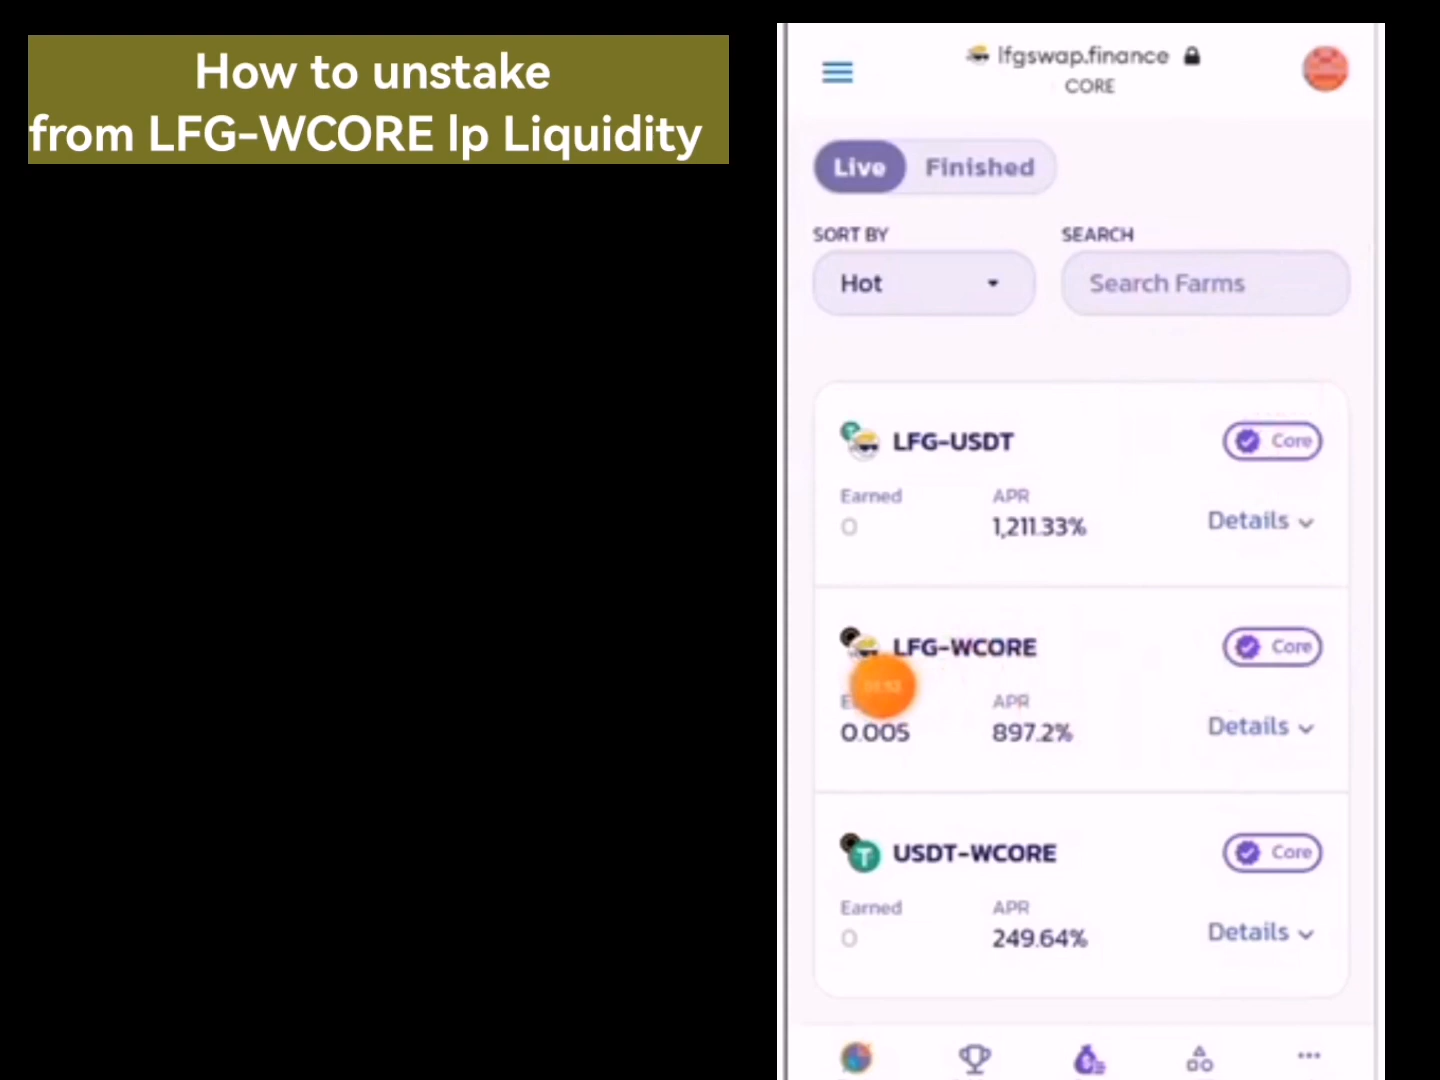 How to unstake
from LFG-WCORE lp Liquidity
lfgswap.finance
CORE
Live Finished
SORT BY SEARCH
Hot Search Farms
LFG-USDT Core
Earned APR
0 1,211.33% Details
LFG-WCORE Core
APR
0.005 897.2% Details
USDT-WCORE Core
Earned APR
0 249.64% Details